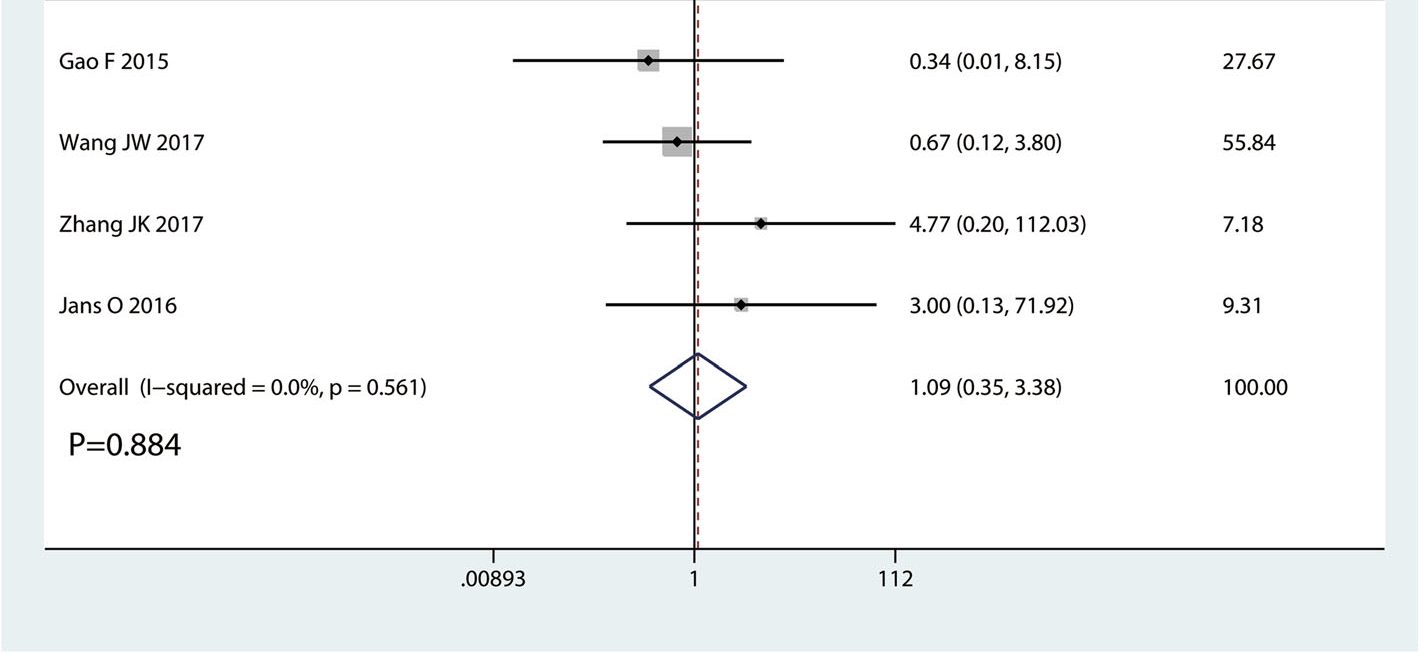 Gao F 2015 0.34 (0.01, 8.15) 27.67
Wang JW 2017 0.67 (0.12, 3.80) 55.84
Zhang JK 2017 4.77 (0.20, 112.03) 7.18
Jans O 2016 3.00 (0.13, 71.92) 9.31
Overall (I−squared = 0.0%, p = 0.561) 1.09 (0.35, 3.38) 100.00
P=0.884
.00893 1 112